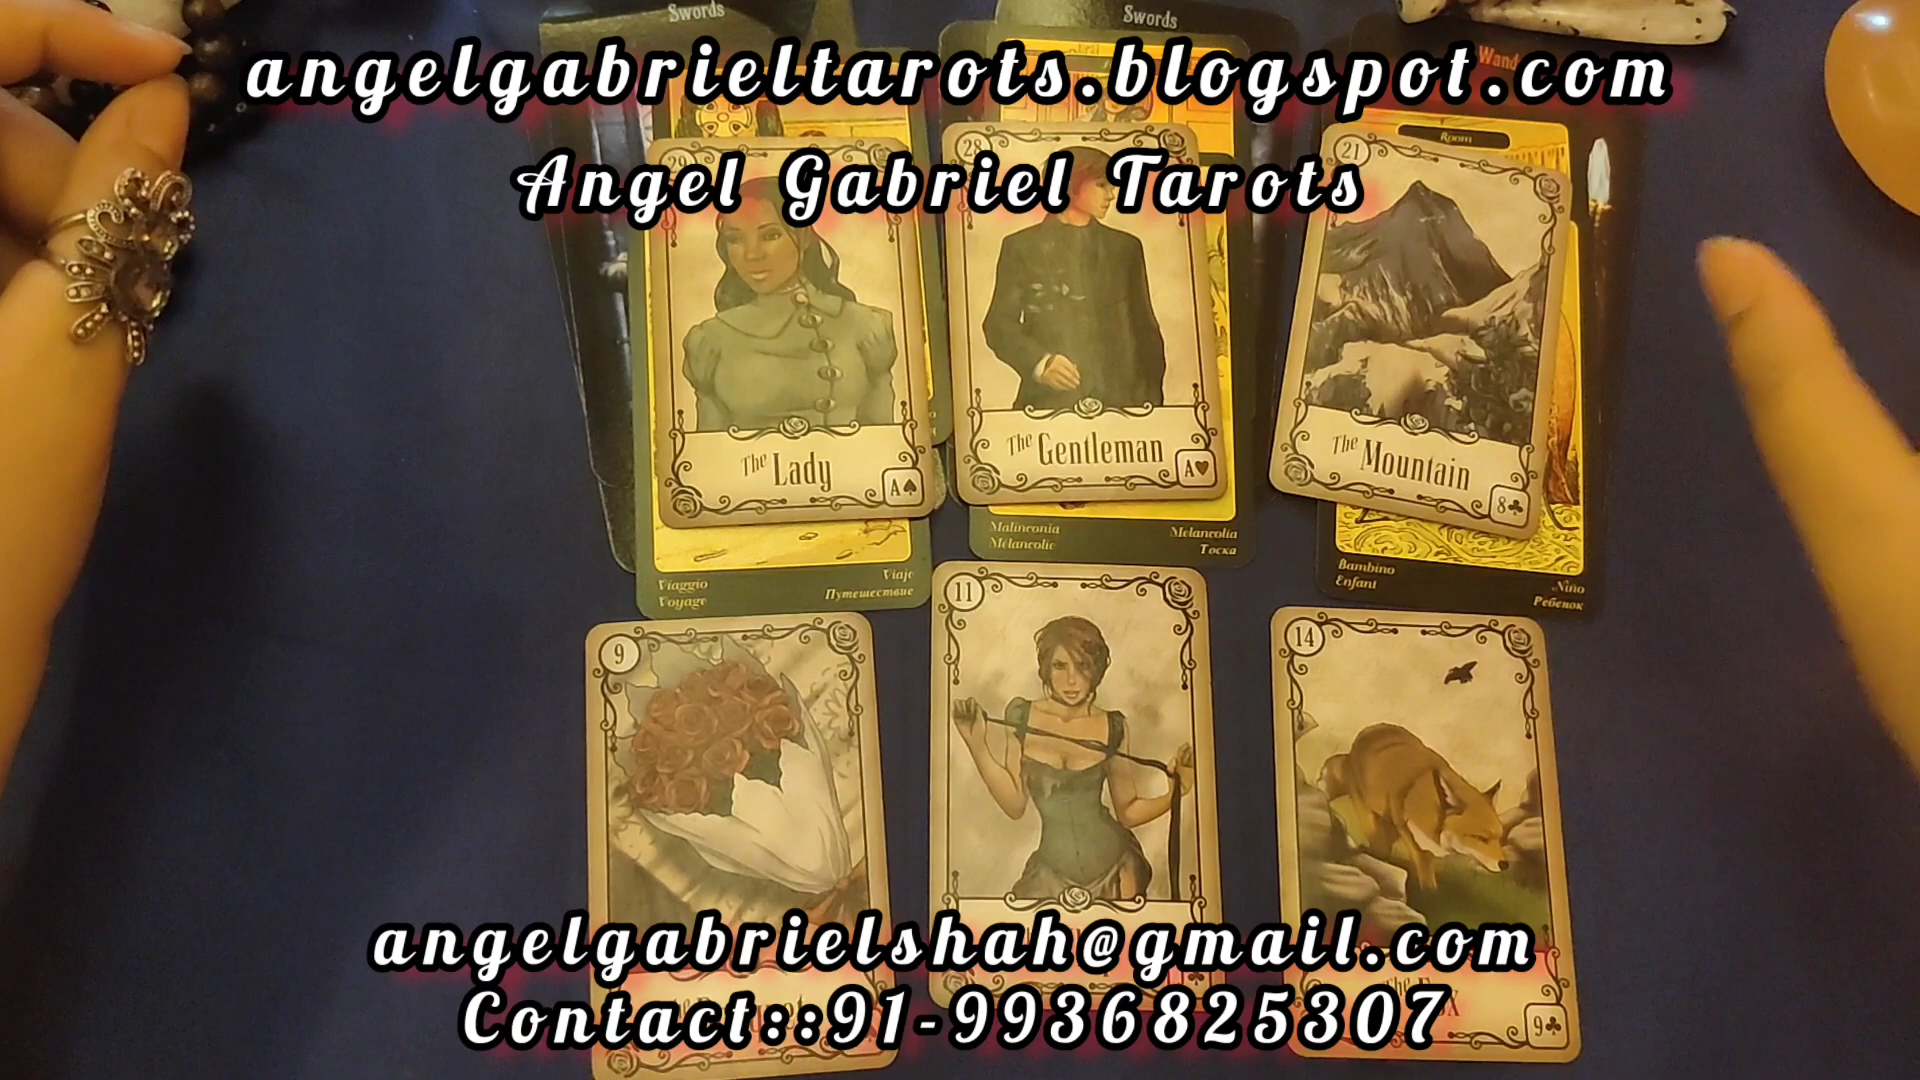 Swords
Swords
Wand
angelgabrieltarots.blogspot.com
Room
29
28
21
Angel Gabriel Tarots
The Lady
A♠
The Gentleman
A♥
The Mountain
8♣
Viaggio
Viaje
Voyage
Путешествие
Malinconia
Melancolía
Mélancolie
Тоска
Bambino
Niño
Enfant
Ребенок
9
11
14
angelgabrielshah@gmail.com
The Fox
9♣
Contact::91-9936825307